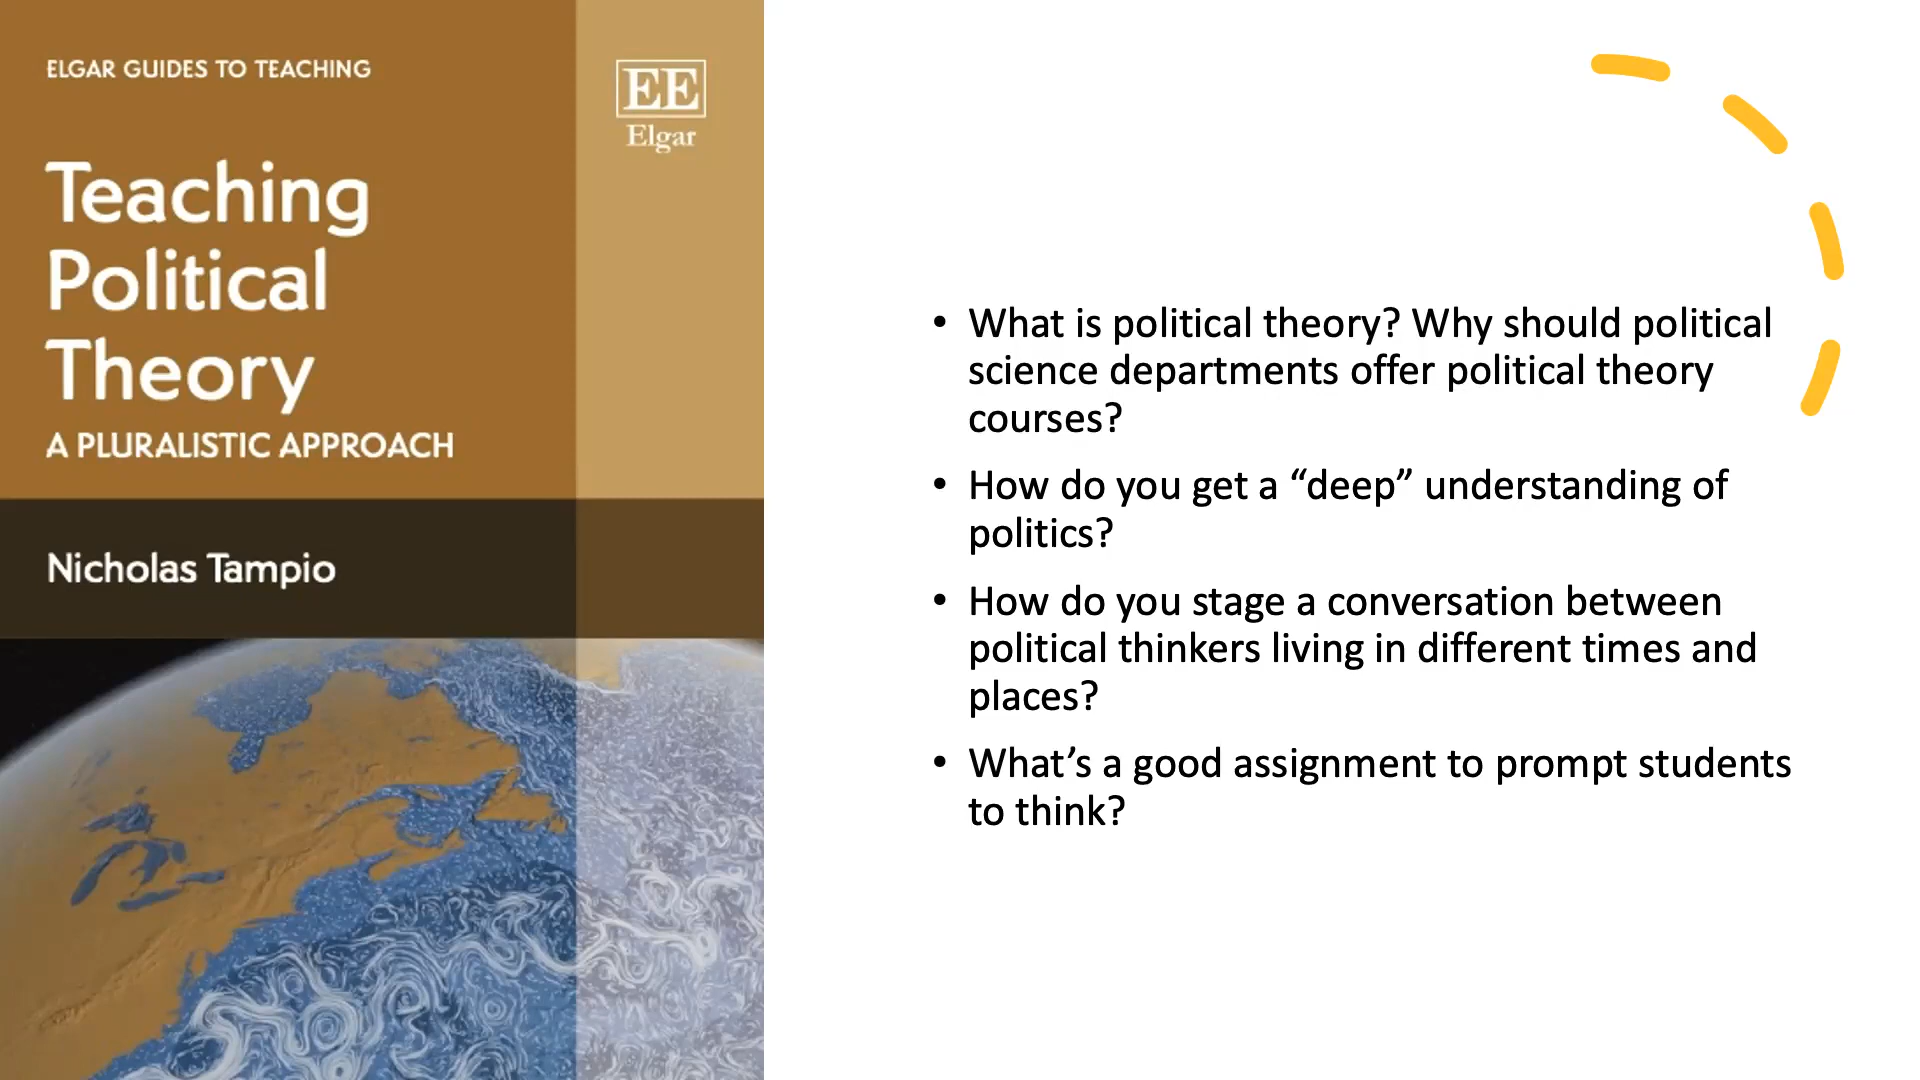 ELGAR GUIDES TO TEACHING
EE
Elgar
Teaching
Political
Theory
A PLURALISTIC APPROACH
Nicholas Tampio
• What is political theory? Why should political
science departments offer political theory
courses?
• How do you get a “deep” understanding of
politics?
• How do you stage a conversation between
political thinkers living in different times and
places?
• What’s a good assignment to prompt students
to think?